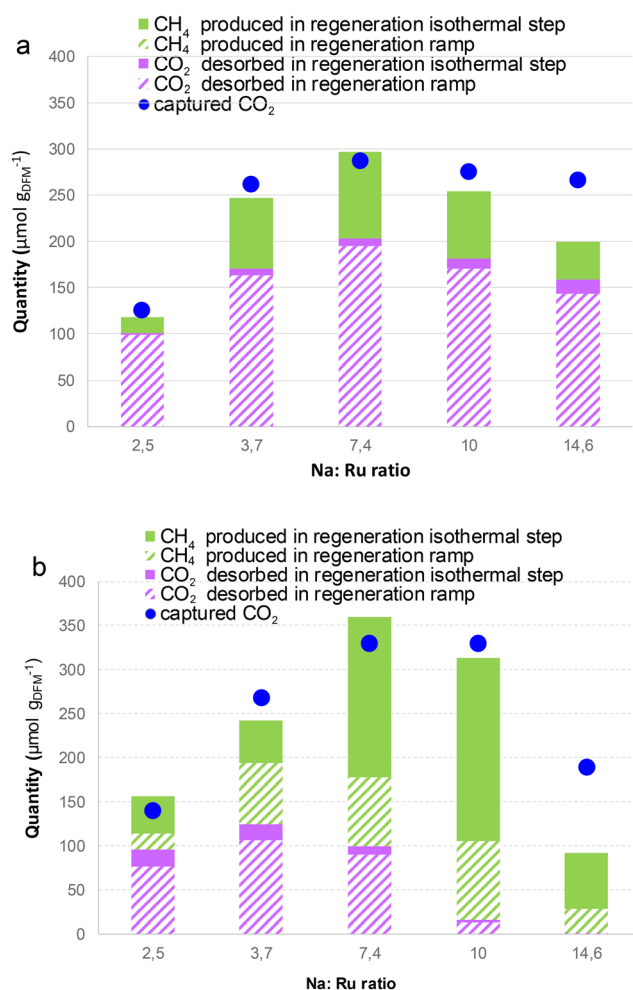 a
CH₄ produced in regeneration isothermal step
CH₄ produced in regeneration ramp
CO₂ desorbed in regeneration isothermal step
CO₂ desorbed in regeneration ramp
captured CO₂
Quantity (µmol g_DFM⁻¹)
400
350
300
250
200
150
100
50
0
2,5 3,7 7,4 10 14,6
Na: Ru ratio
b
CH₄ produced in regeneration isothermal step
CH₄ produced in regeneration ramp
CO₂ desorbed in regeneration isothermal step
CO₂ desorbed in regeneration ramp
captured CO₂
Quantity (µmol g_DFM⁻¹)
400
350
300
250
200
150
100
50
0
2,5 3,7 7,4 10 14,6
Na: Ru ratio